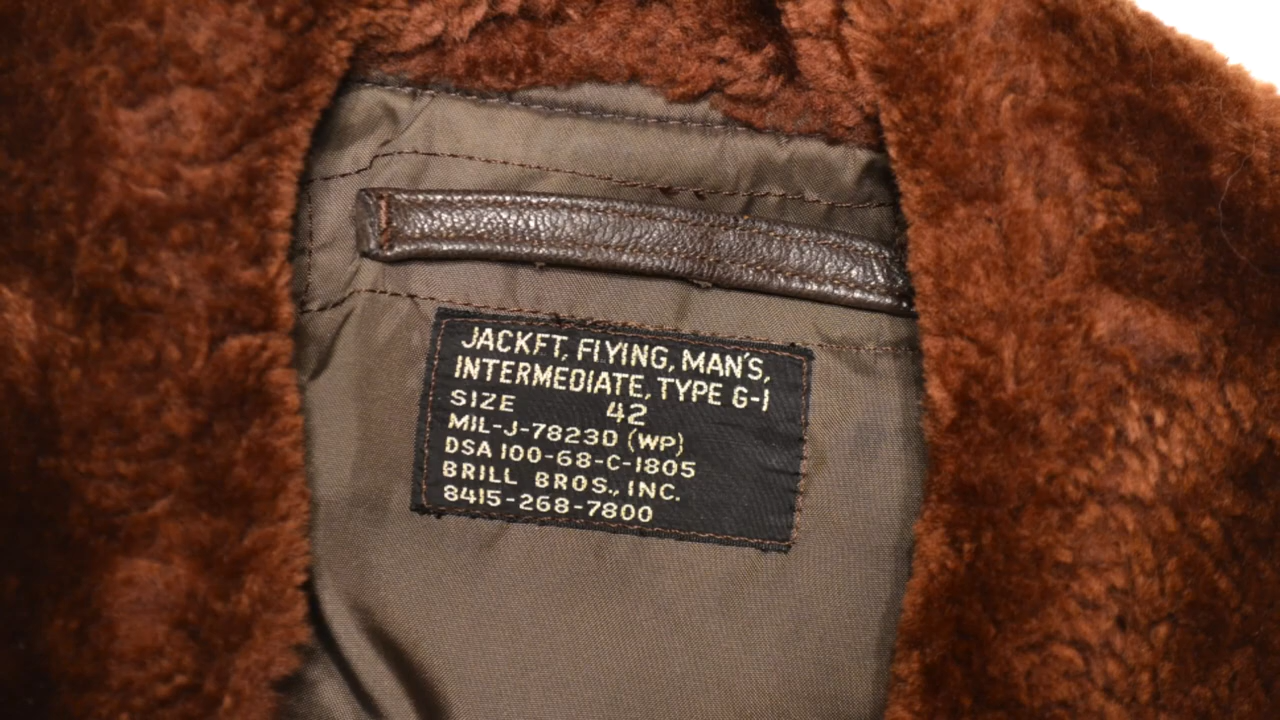 JACKFT, FIYING, MAN'S,
INTERMEDIATE, TYPE G-1
SIZE 42
MIL-J-7823D (WP)
DSA 100-68-C-1805
BRILL BROS., INC.
8415-268-7800